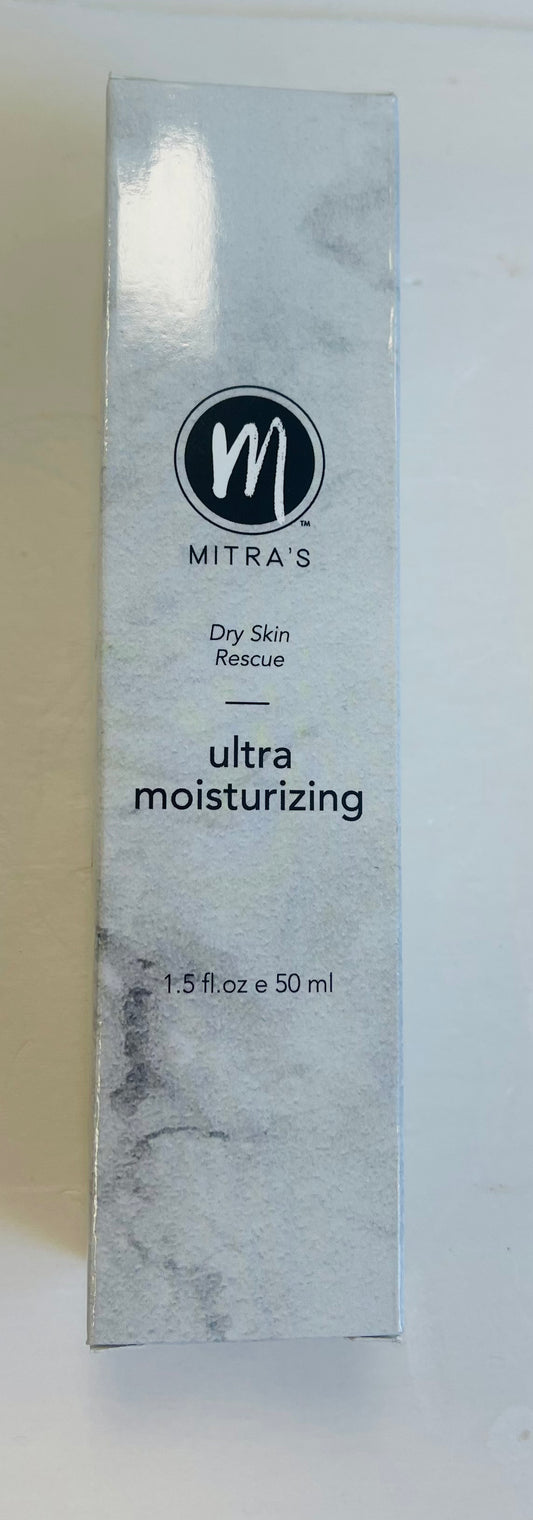 m
TM
MITRA'S
Dry Skin
Rescue
ultra
moisturizing
1.5 fl.oz e 50 ml